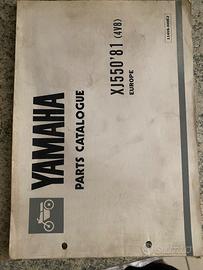 YAMAHA
PARTS CATALOGUE
XJ550'81 (4V8)
EUROPE